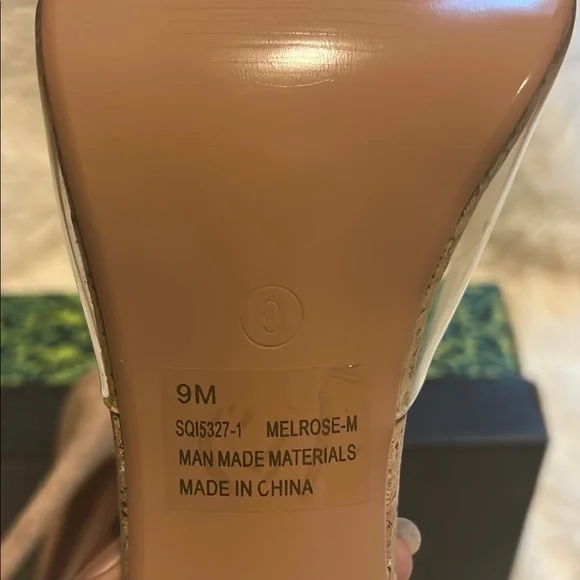 9
9M
SQI5327-1 MELROSE-M
MAN MADE MATERIALS
MADE IN CHINA